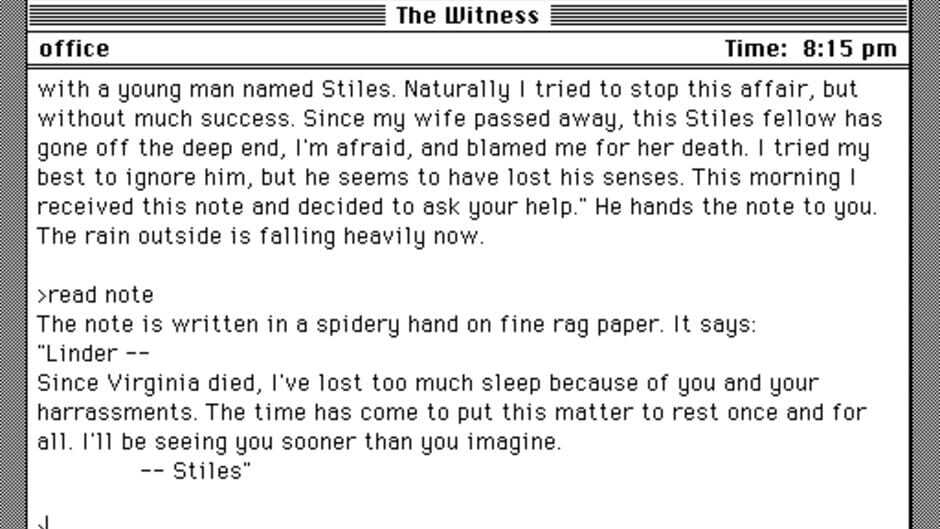 The Witness
office Time: 8:15 pm
with a young man named Stiles. Naturally I tried to stop this affair, but
without much success. Since my wife passed away, this Stiles fellow has
gone off the deep end, I'm afraid, and blamed me for her death. I tried my
best to ignore him, but he seems to have lost his senses. This morning I
received this note and decided to ask your help." He hands the note to you.
The rain outside is falling heavily now.
>read note
The note is written in a spidery hand on fine rag paper. It says:
"Linder --
Since Virginia died, I've lost too much sleep because of you and your
harrassments. The time has come to put this matter to rest once and for
all. I'll be seeing you sooner than you imagine.
-- Stiles"
>